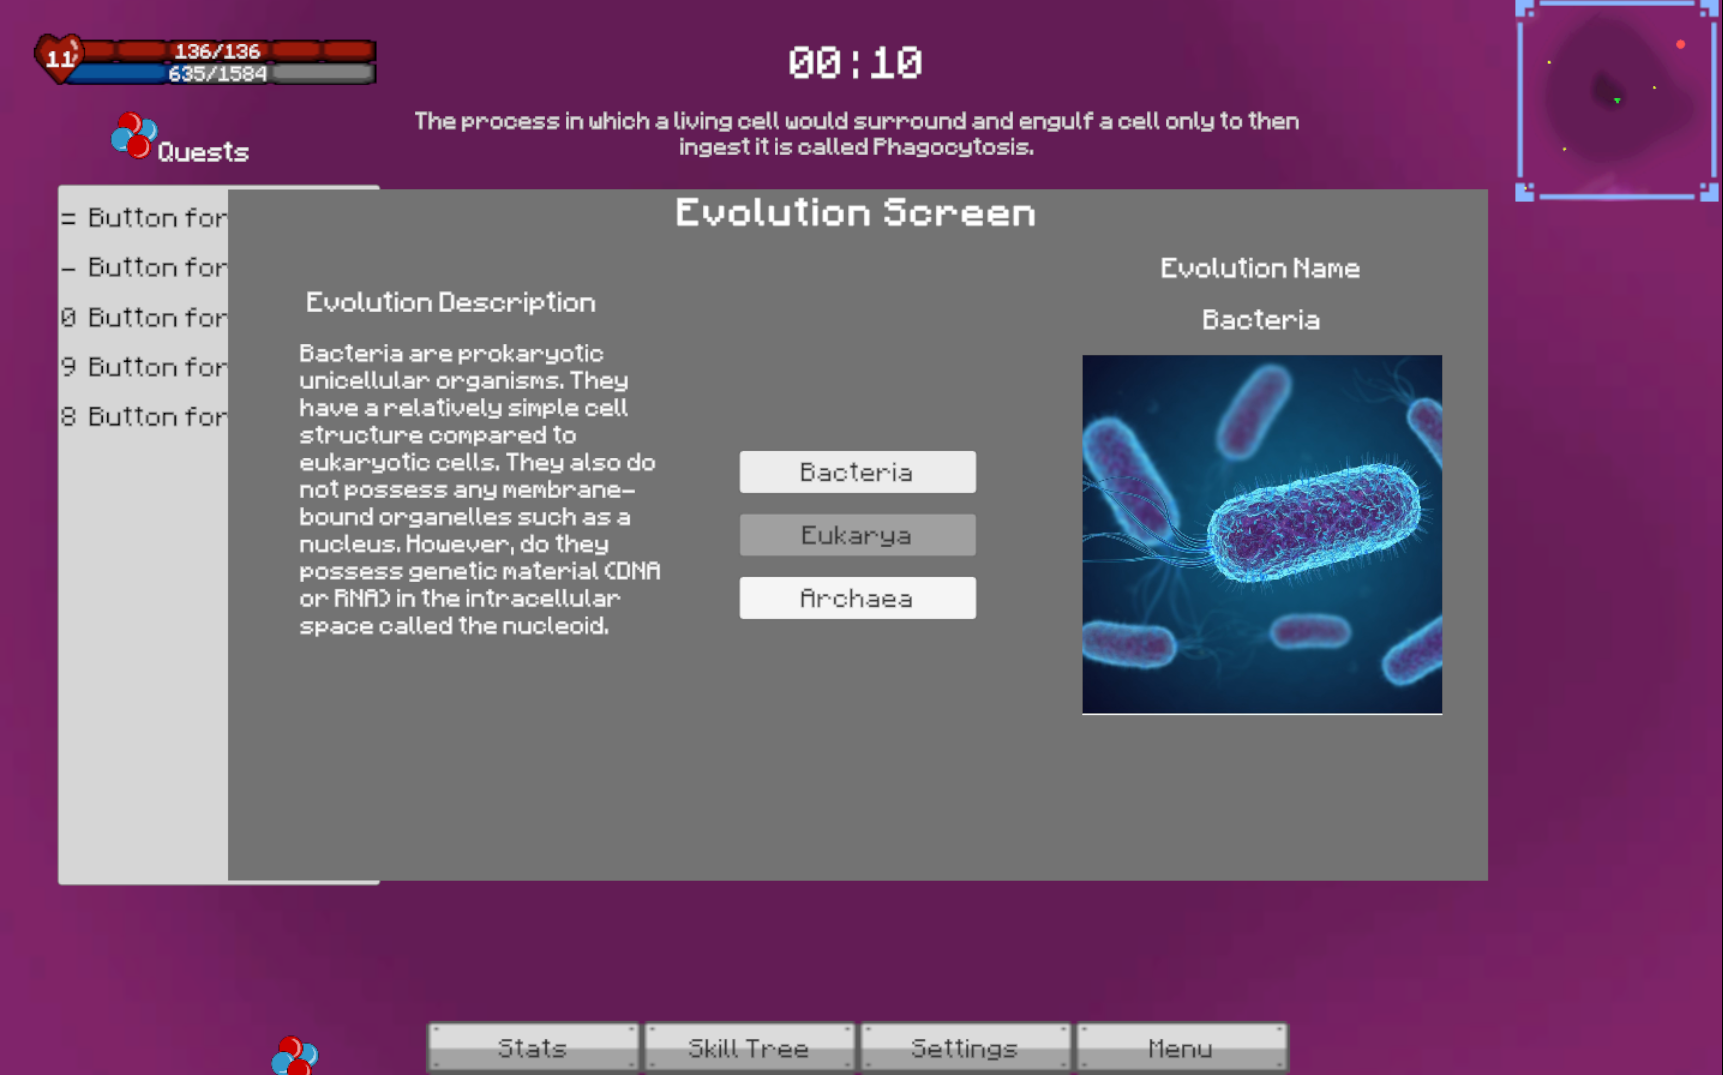 11
136/136
635/1584
00:10
The process in which a living cell would surround and engulf a cell only to then
ingest it is called Phagocytosis.
Quests
= Button for
- Button for
0 Button for
9 Button for
8 Button for
Evolution Screen
Evolution Description
Bacteria are prokaryotic
unicellular organisms. They
have a relatively simple cell
structure compared to
eukaryotic cells. They also do
not possess any membrane-
bound organelles such as a
nucleus. However, do they
possess genetic material (DNA
or RNA) in the intracellular
space called the nucleoid.
Bacteria
Eukarya
Archaea
Evolution Name
Bacteria
Stats
Skill Tree
Settings
Menu